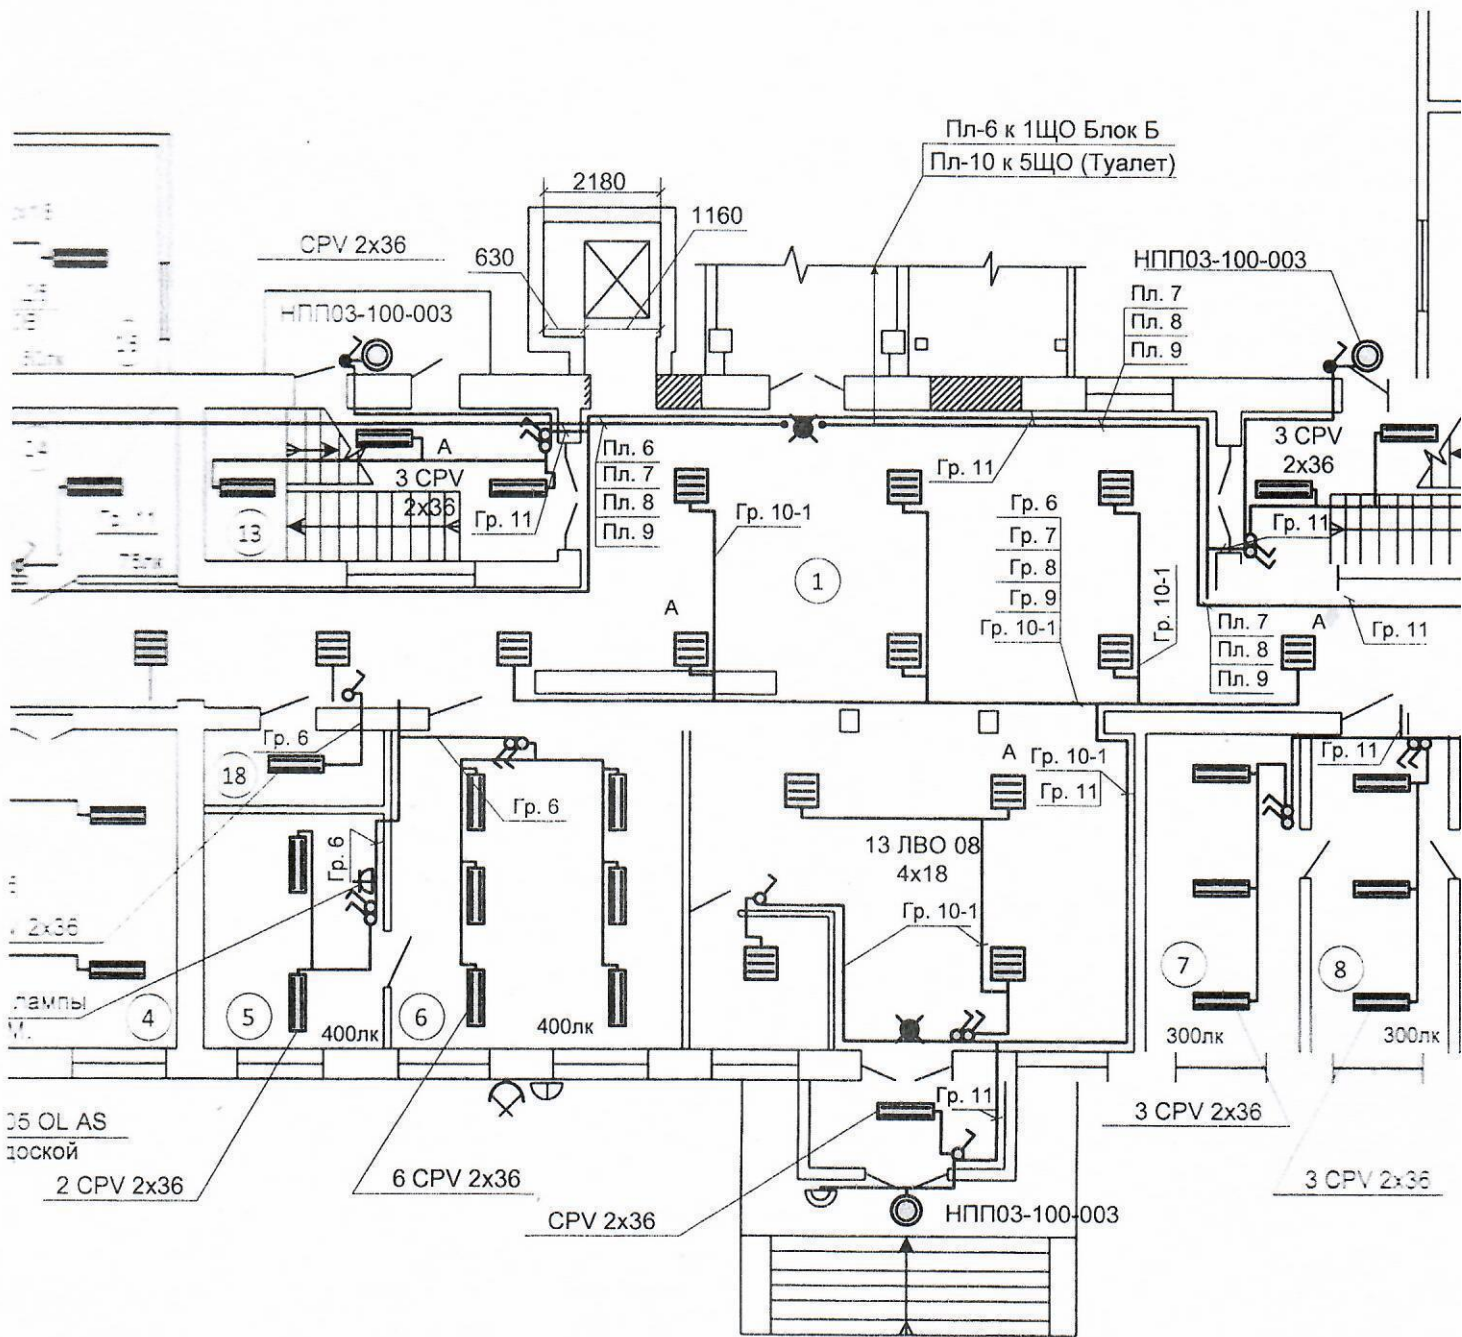 Пл-6 к 1ЩО Блок Б
Пл-10 к 5ЩО (Туалет)
2180
1160
630
CPV 2x36
НПП03-100-003
НПП03-100-003
Пл. 7
Пл. 8
Пл. 9
А
3 CPV
2x36
13
Гр. 11
Пл. 6
Пл. 7
Пл. 8
Пл. 9
Гр. 10-1
Гр. 11
Гр. 6
Гр. 7
Гр. 8
Гр. 9
Гр. 10-1
1
Гр. 10-1
3 CPV
2x36
Гр. 11
75лк
А
Пл. 7
Пл. 8
Пл. 9
А
Гр. 11
Гр. 6
18
Гр. 6
Гр. 6
А
Гр. 10-1
Гр. 11
Гр. 11
13 ЛВО 08
4x18
Гр. 10-1
2x36
лампы
4
5
400лк
6
400лк
7
300лк
8
300лк
Гр. 11
05 OL AS
доской
2 CPV 2x36
6 CPV 2x36
CPV 2x36
НПП03-100-003
3 CPV 2x36
3 CPV 2x36